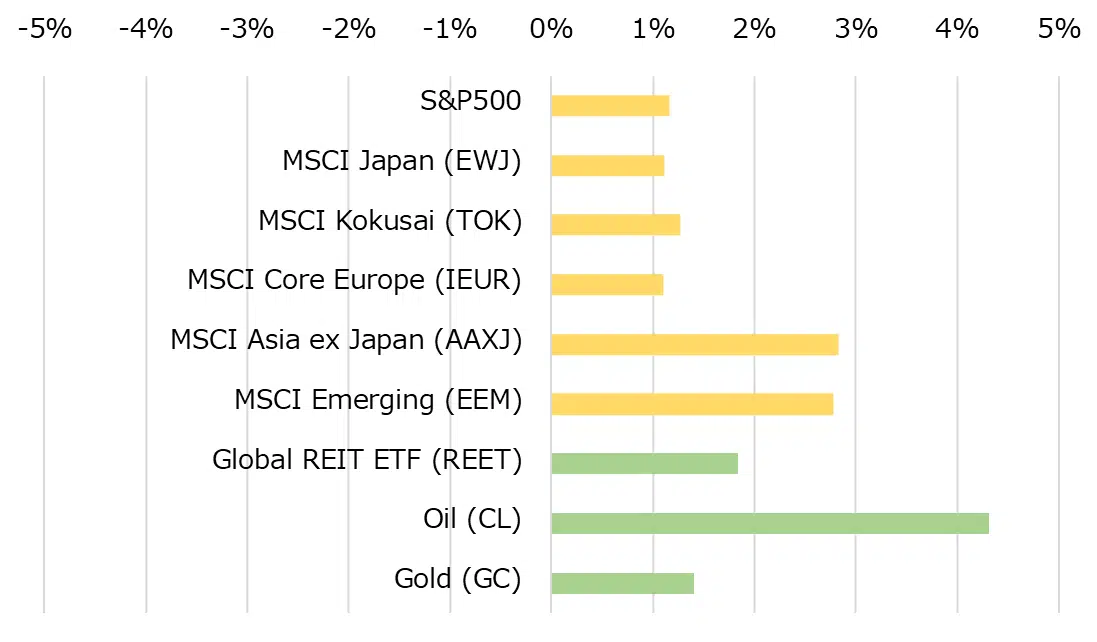 -5% -4% -3% -2% -1% 0% 1% 2% 3% 4% 5%
S&P500
MSCI Japan (EWJ)
MSCI Kokusai (TOK)
MSCI Core Europe (IEUR)
MSCI Asia ex Japan (AAXJ)
MSCI Emerging (EEM)
Global REIT ETF (REET)
Oil (CL)
Gold (GC)